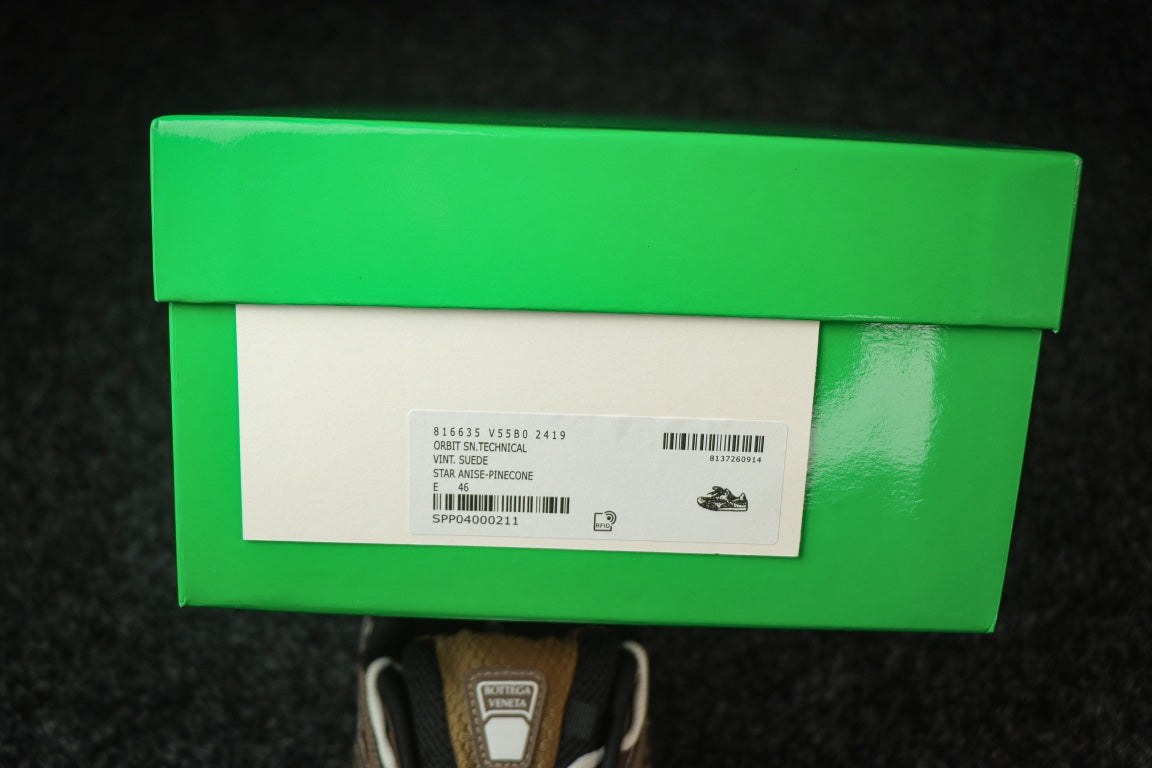 816635 V55B0 2419
ORBIT SN.TECHNICAL
VINT. SUEDE
STAR ANISE-PINECONE
E 46
SPP04000211
8137260914
RFID
BOTTEGA
VENETA